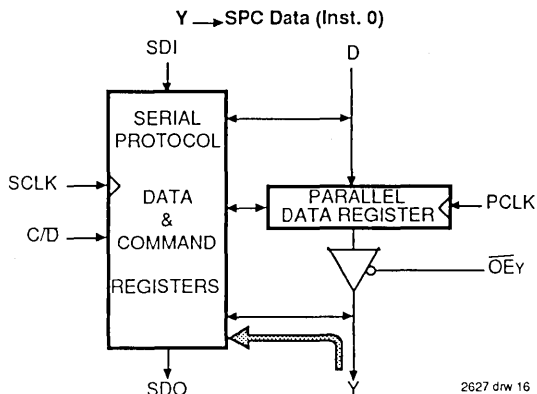 Y → SPC Data (Inst. 0)
SDI
D
SERIAL
PROTOCOL
DATA
&
COMMAND
REGISTERS
SCLK
C/D̅
PARALLEL
DATA REGISTER
PCLK
O̅E̅Y
SDO
Y
2627 drw 16